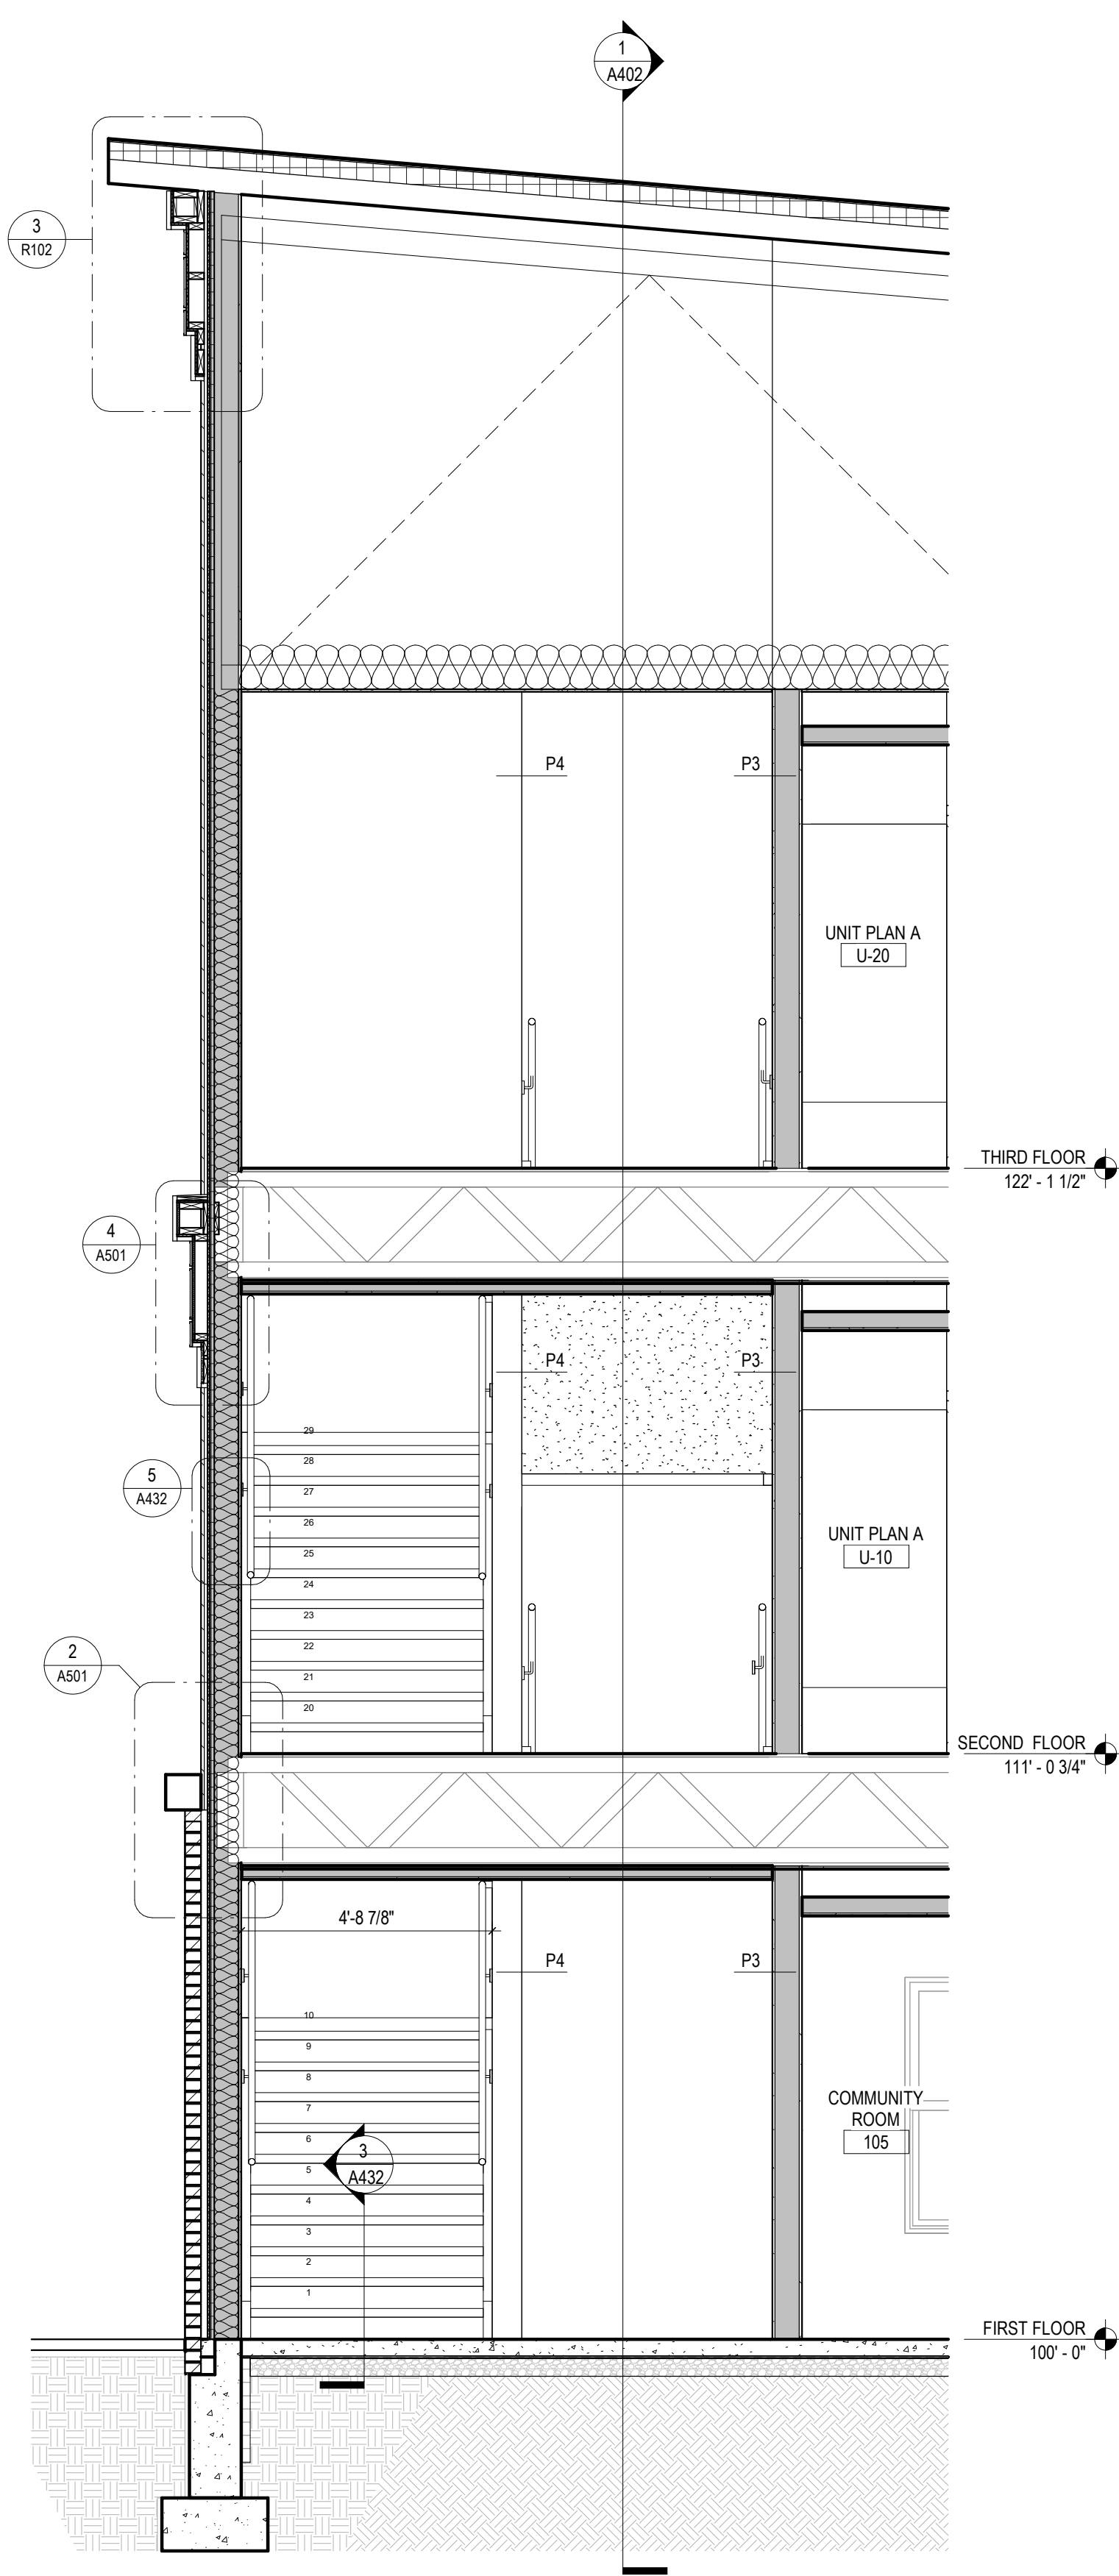 1
A402
3
R102
P4
P3
UNIT PLAN A
U-20
THIRD FLOOR
122' - 1 1/2"
4
A501
P4
P3
29
28
5
A432
27
26
25
UNIT PLAN A
U-10
24
23
22
2
A501
21
20
SECOND FLOOR
111' - 0 3/4"
4'-8 7/8"
P4
P3
10
9
8
7
COMMUNITY
ROOM
105
6
3
A432
5
4
3
2
1
FIRST FLOOR
100' - 0"